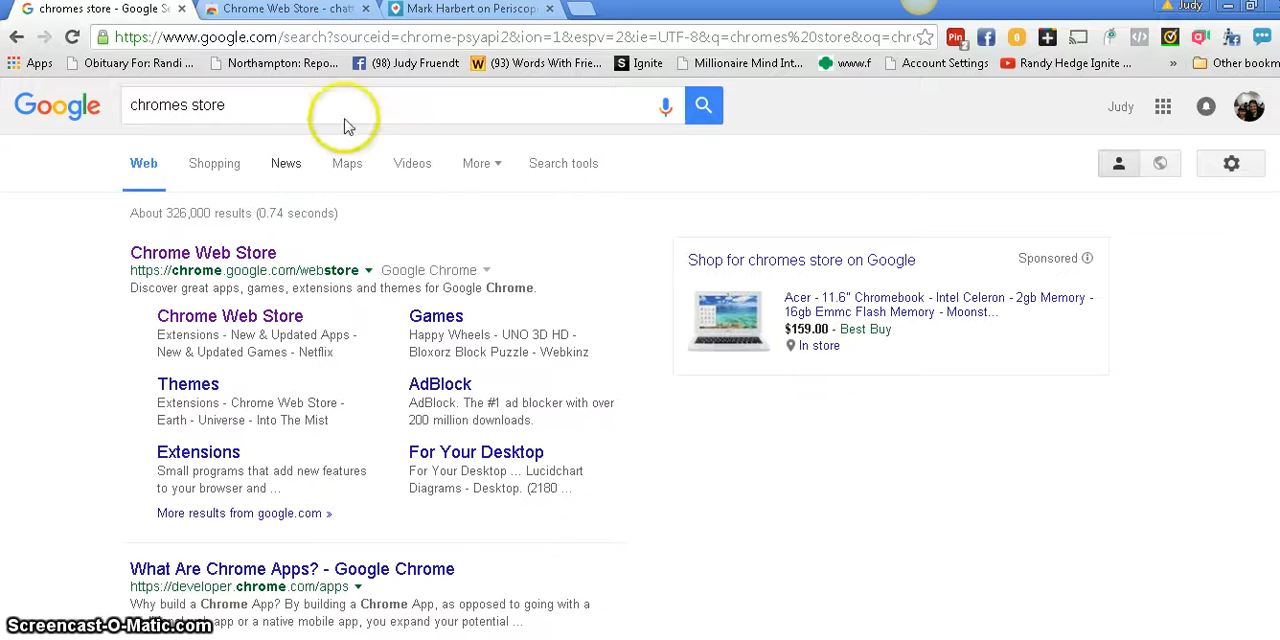 chromes store - Google Se
Chrome Web Store - chat
Mark Harbert on Periscop
Judy
https://www.google.com/search?sourceid=chrome-psyapi2&ion=1&espv=2&ie=UTF-8&q=chromes%20store&oq=chro
Apps
Obituary For: Randi ...
Northempton: Repo...
(98) Judy Fruendt
(93) Words With Frie...
Ignite
Millionaire Mind Int...
www.f
Account Settings
Randy Hedge Ignite ...
»
Other bookm
Google
chromes store
Judy
Web
Shopping
News
Maps
Videos
More
Search tools
About 326,000 results (0.74 seconds)
Chrome Web Store
https://chrome.google.com/webstore Google Chrome
Discover great apps, games, extensions and themes for Google Chrome.
Chrome Web Store
Extensions - New & Updated Apps -
New & Updated Games - Netflix
Games
Happy Wheels - UNO 3D HD -
Bloxorz Block Puzzle - Webkinz
Themes
Extensions - Chrome Web Store -
Earth - Universe - Into The Mist
AdBlock
AdBlock. The #1 ad blocker with over
200 million downloads.
Extensions
Small programs that add new features
to your browser and ...
For Your Desktop
For Your Desktop ... Lucidchart
Diagrams - Desktop. (2180 ...
More results from google.com »
Shop for chromes store on Google
Sponsored
Acer - 11.6" Chromebook - Intel Celeron - 2gb Memory -
16gb Emmc Flash Memory - Moonst...
$159.00 - Best Buy
In store
What Are Chrome Apps? - Google Chrome
https://developer.chrome.com/apps
Why build a Chrome App? By building a Chrome App, as opposed to going with a
app or a native mobile app, you expand your potential ...
Screencast-O-Matic.com